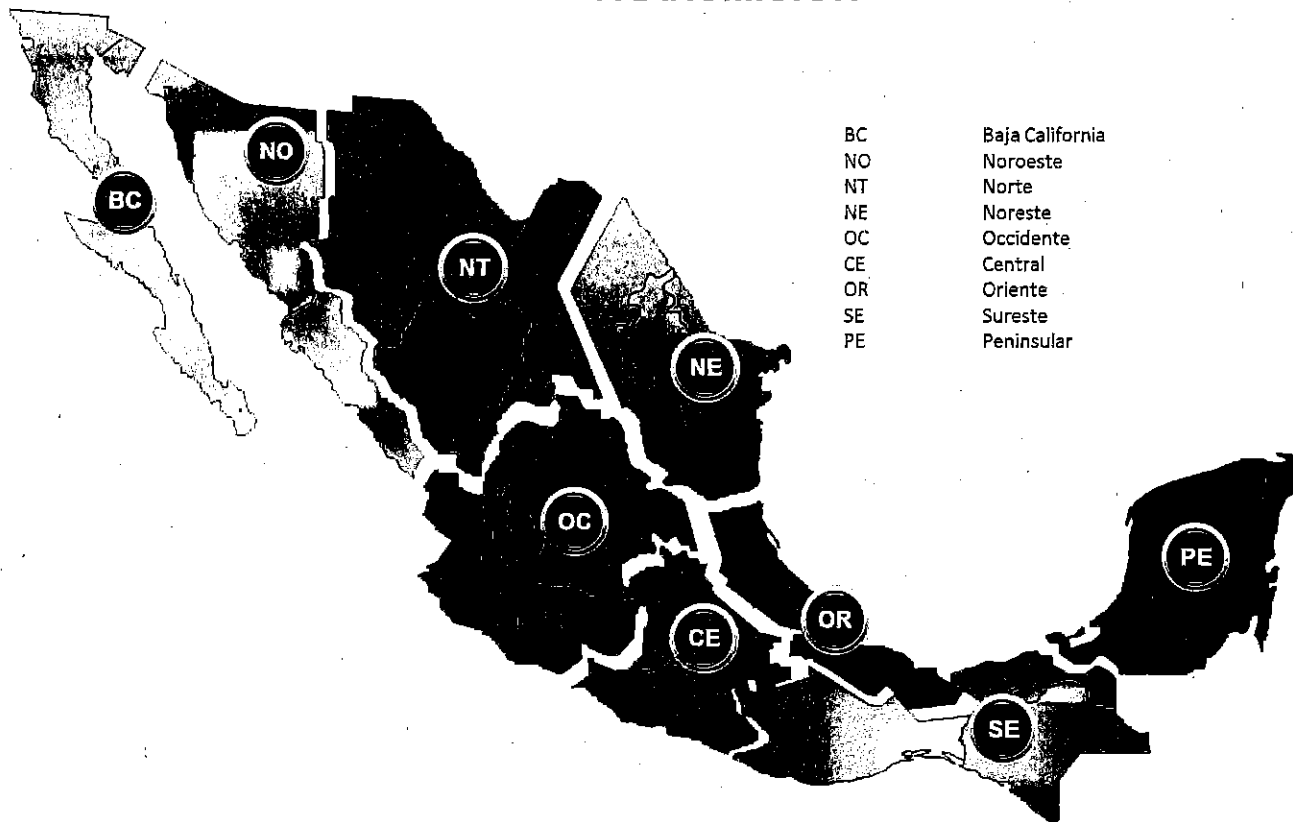 NO
BC
NT
NE
OC
CE
OR
PE
SE
BC Baja California
NO Noroeste
NT Norte
NE Noreste
OC Occidente
CE Central
OR Oriente
SE Sureste
PE Peninsular